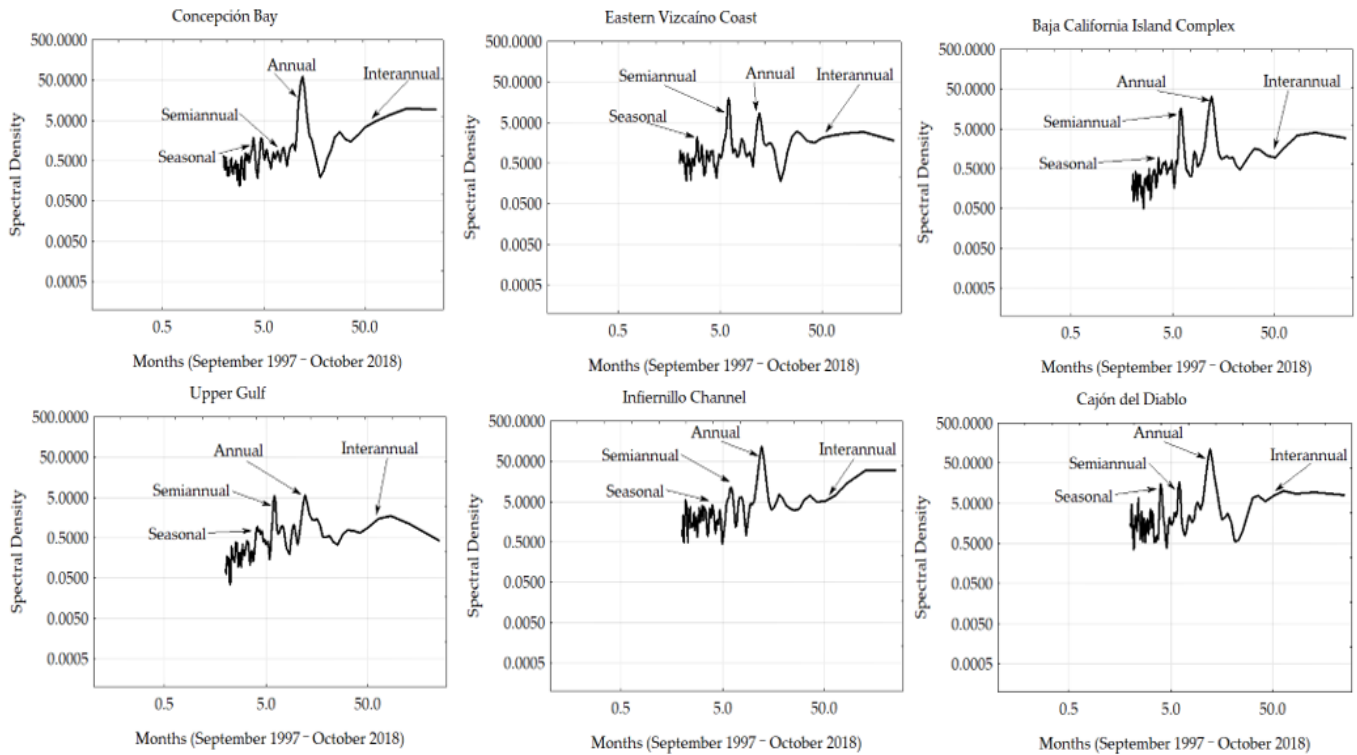 Concepción Bay
Spectral Density
500.0000
50.0000
5.0000
0.5000
0.0500
0.0050
0.0005
Annual
Interannual
Semiannual
Seasonal
0.5 5.0 50.0
Months (September 1997 – October 2018)
Eastern Vizcaíno Coast
Spectral Density
500.0000
50.0000
5.0000
0.5000
0.0500
0.0050
0.0005
Semiannual
Annual
Interannual
Seasonal
0.5 5.0 50.0
Months (September 1997 – October 2018)
Baja California Island Complex
Spectral Density
500.0000
50.0000
5.0000
0.5000
0.0500
0.0050
0.0005
Annual
Interannual
Semiannual
Seasonal
0.5 5.0 50.0
Months (September 1997 – October 2018)
Upper Gulf
Spectral Density
500.0000
50.0000
5.0000
0.5000
0.0500
0.0050
0.0005
Annual
Interannual
Semiannual
Seasonal
0.5 5.0 50.0
Months (September 1997 – October 2018)
Infiernillo Channel
Spectral Density
500.0000
50.0000
5.0000
0.5000
0.0500
0.0050
0.0005
Annual
Interannual
Semiannual
Seasonal
0.5 5.0 50.0
Months (September 1997 – October 2018)
Cajón del Diablo
Spectral Density
500.0000
50.0000
5.0000
0.5000
0.0500
0.0050
0.0005
Annual
Interannual
Semiannual
Seasonal
0.5 5.0 50.0
Months (September 1997 – October 2018)